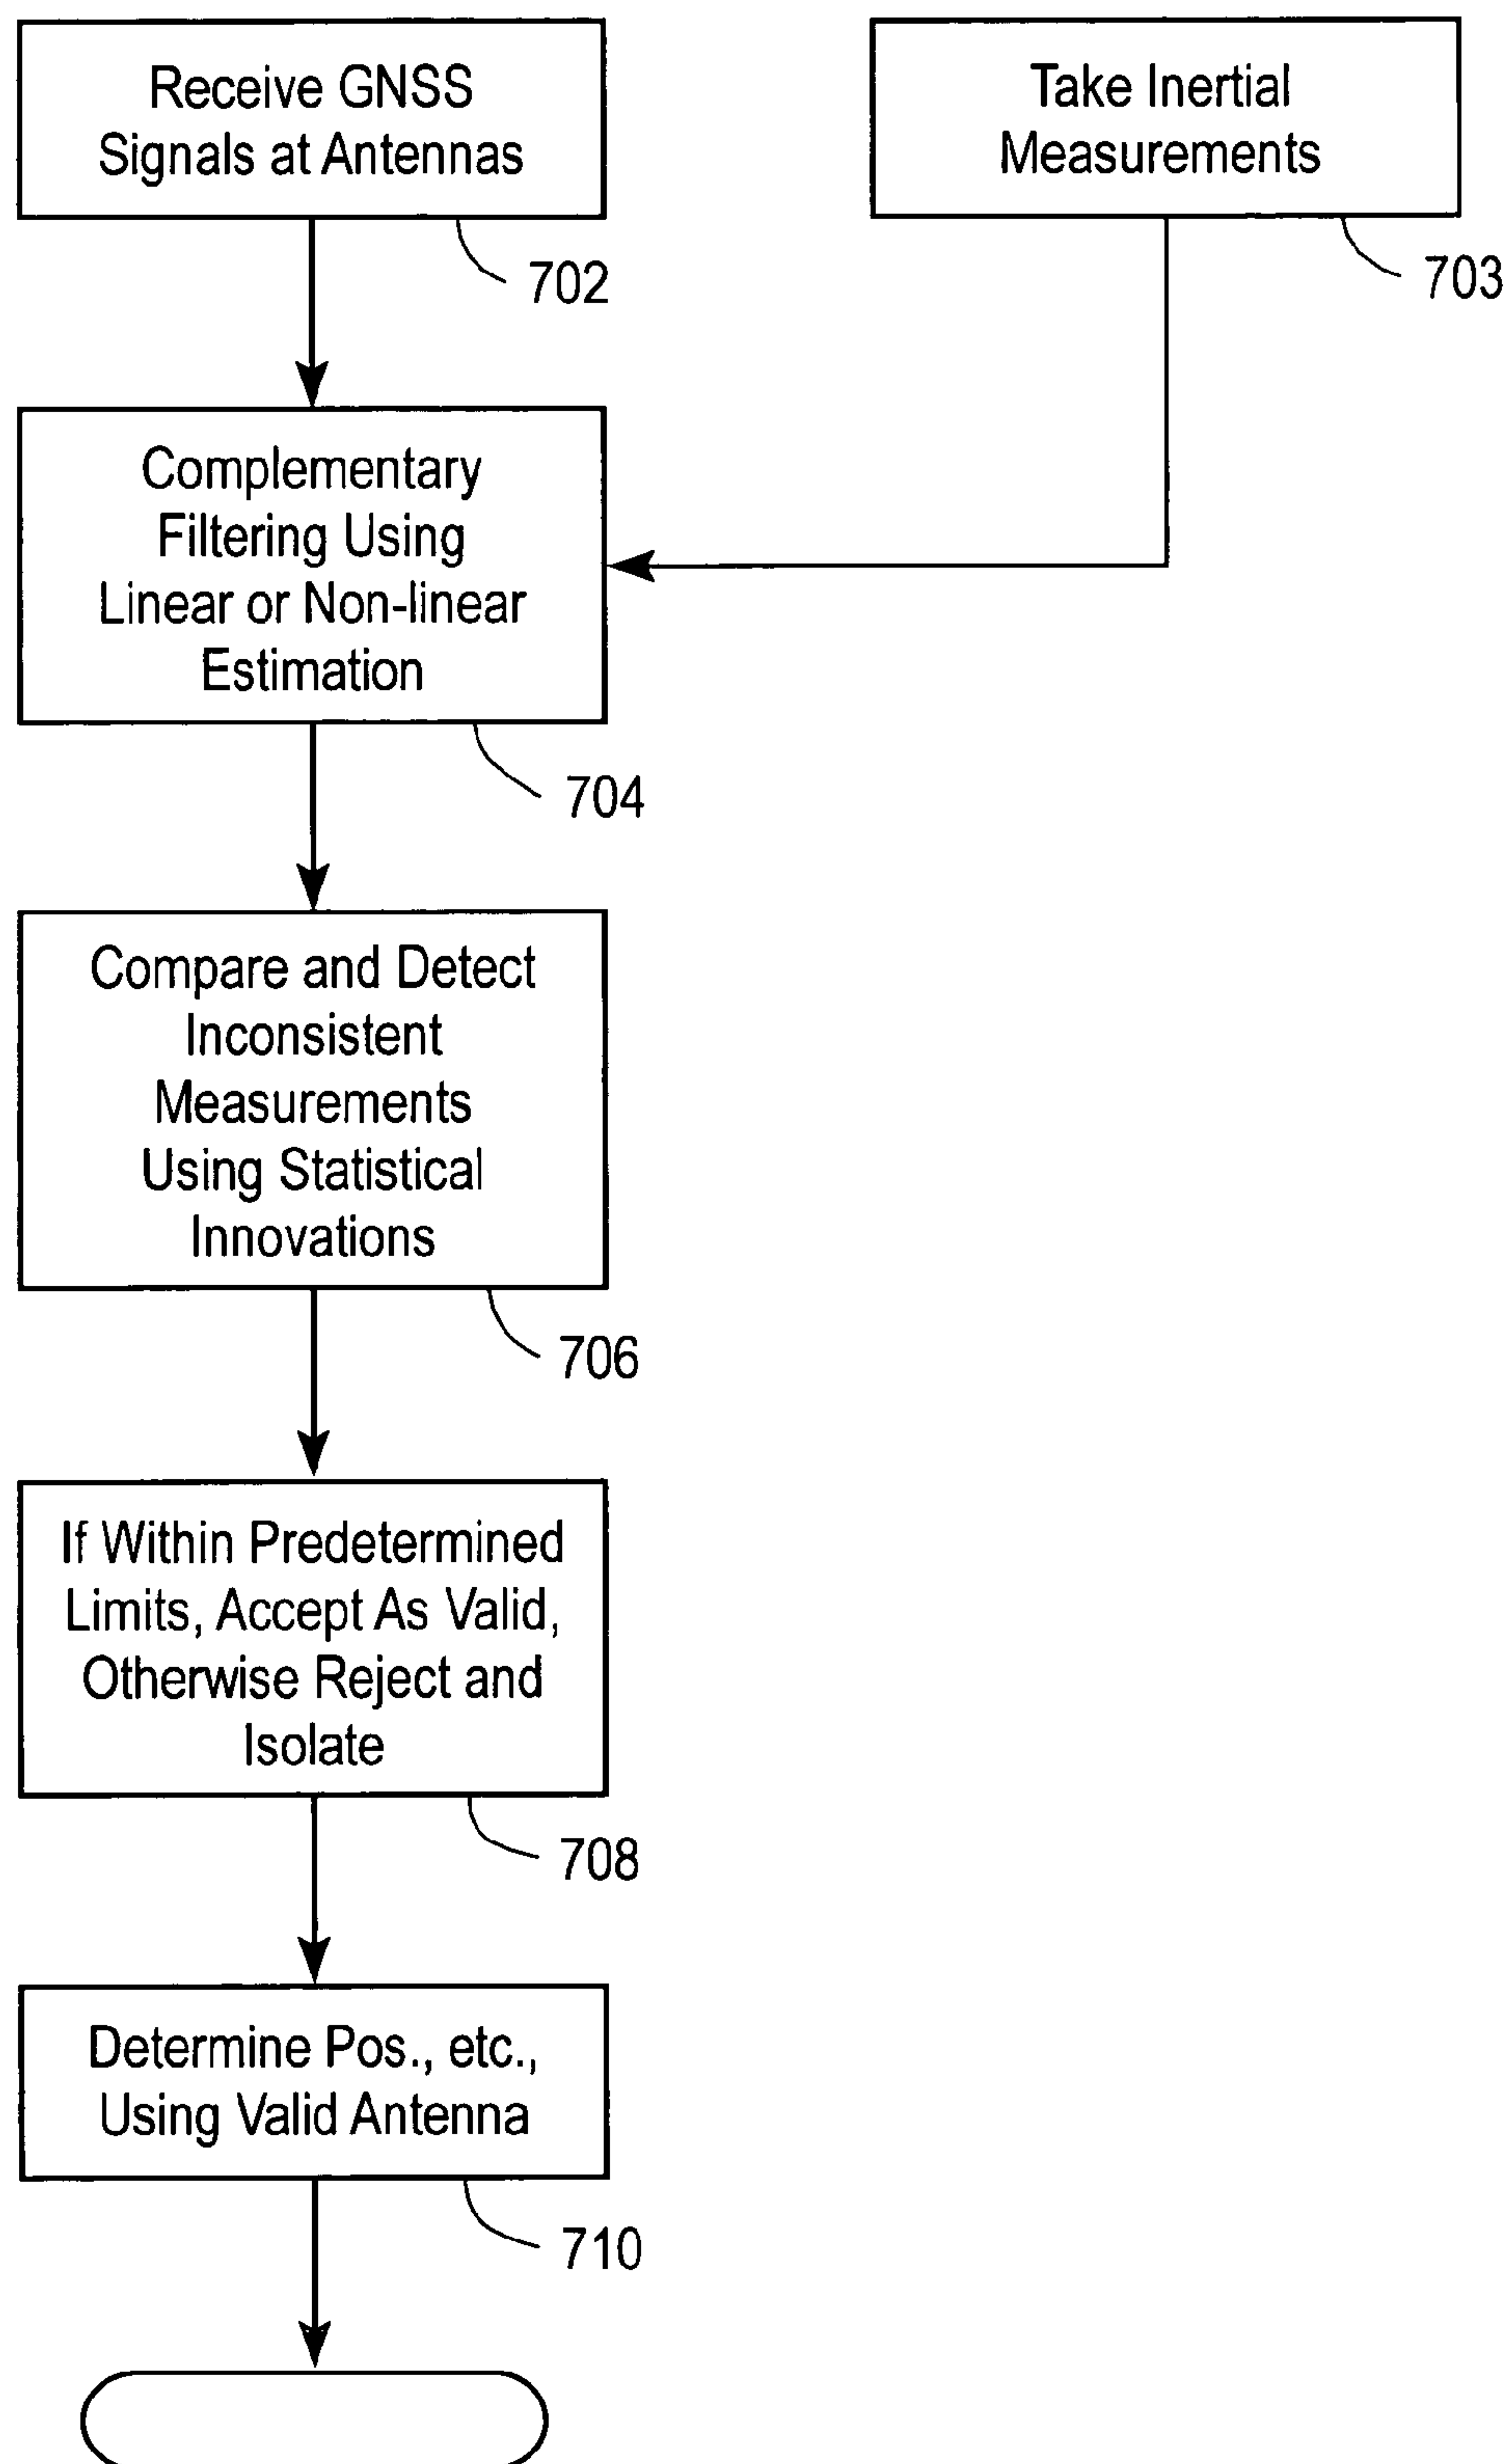 Receive GNSS
Signals at Antennas
702
Take Inertial
Measurements
703
Complementary
Filtering Using
Linear or Non-linear
Estimation
704
Compare and Detect
Inconsistent
Measurements
Using Statistical
Innovations
706
If Within Predetermined
Limits, Accept As Valid,
Otherwise Reject and
Isolate
708
Determine Pos., etc.,
Using Valid Antenna
710